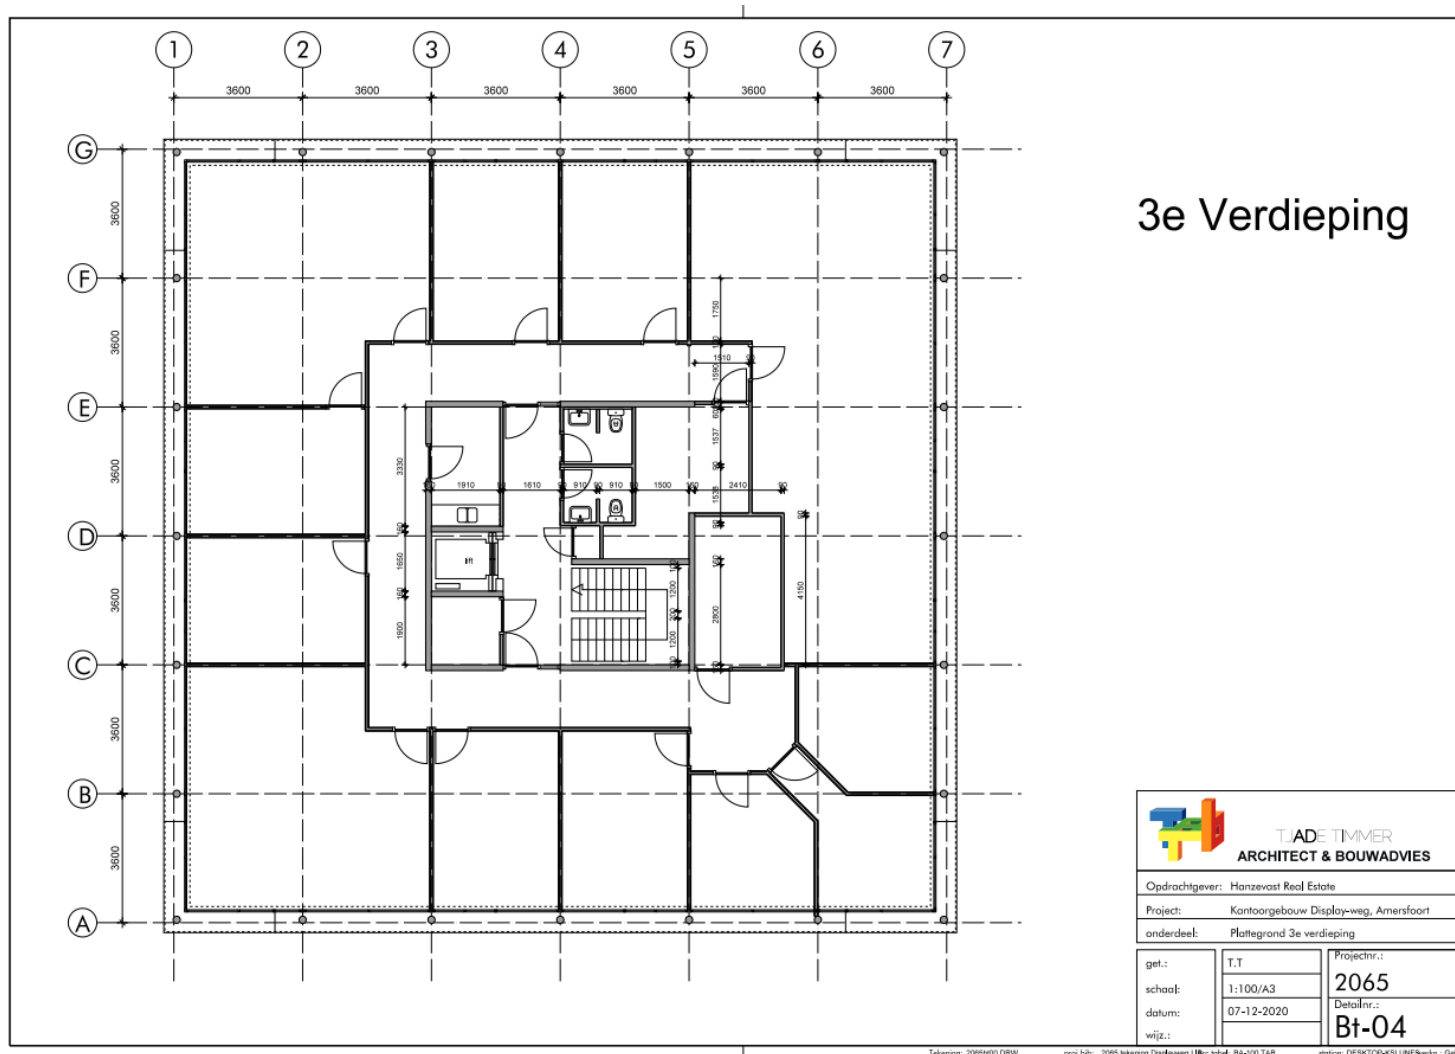 1 2 3 4 5 6 7
3600 3600 3600 3600 3600 3600
G
3600
F
3600
E
3600
D
3600
C
3600
B
3600
A
3e Verdieping
1750
1510
1590
1537
3330
1910 1610 910 910 1500 2410
1650
lift
160
1900
1200
1200
2800
4150
TJADE TIMMER
ARCHITECT & BOUWADVIES
Opdrachtgever: Hanzevast Real Estate
Project: Kantoorgebouw Display-weg, Amersfoort
onderdeel: Plattegrond 3e verdieping
get.: T.T
schaal: 1:100/A3
datum: 07-12-2020
wijz.:
Projectnr.:
2065
Detailnr.:
Bt-04